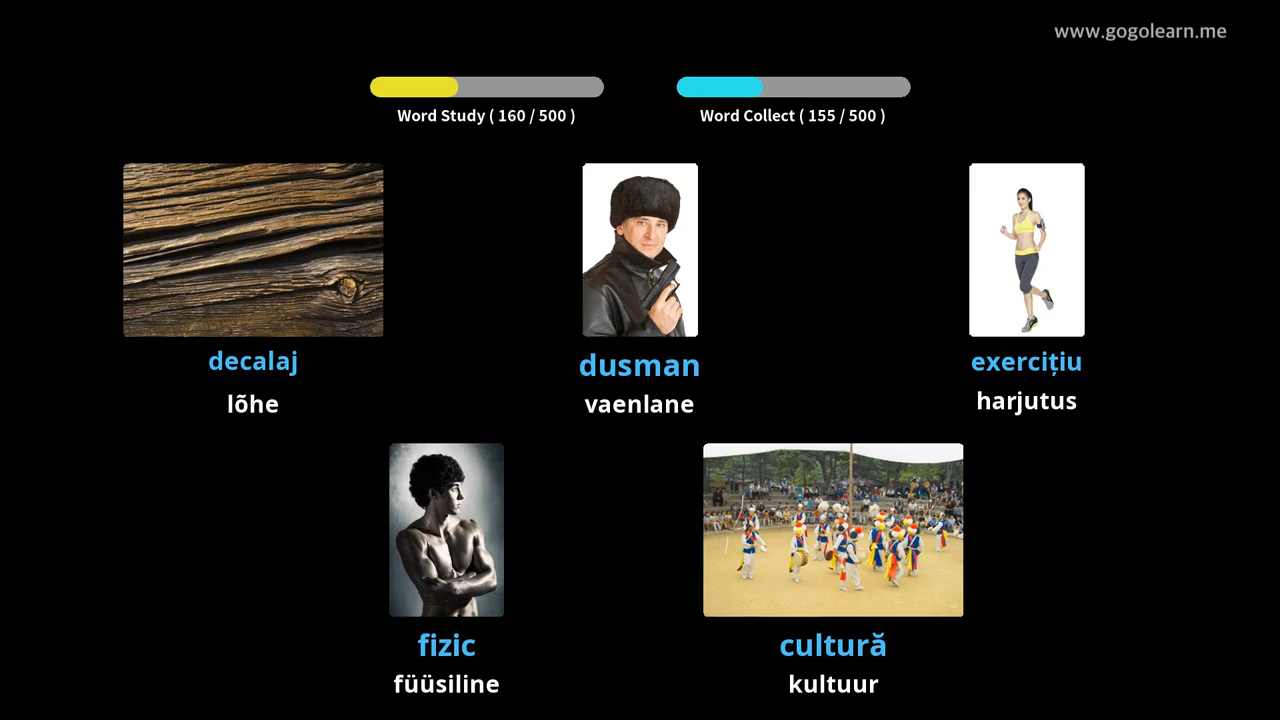 www.gogolearn.me
Word Study ( 160 / 500 )
Word Collect ( 155 / 500 )
decalaj
lõhe
dusman
vaenlane
exercițiu
harjutus
fizic
füüsiline
cultură
kultuur